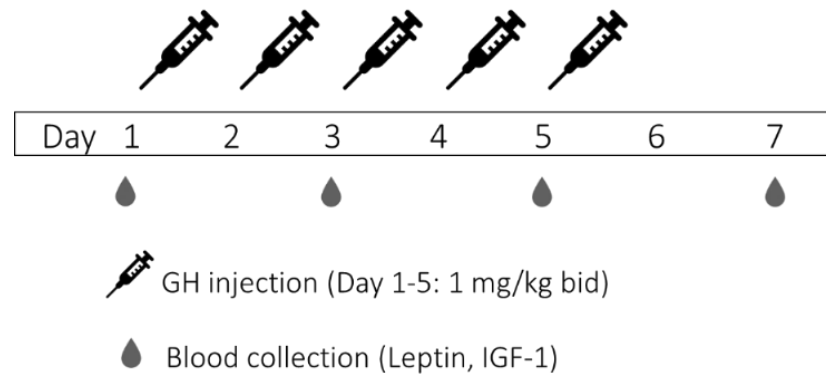 Day 1 2 3 4 5 6 7
GH injection (Day 1-5: 1 mg/kg bid)
Blood collection (Leptin, IGF-1)